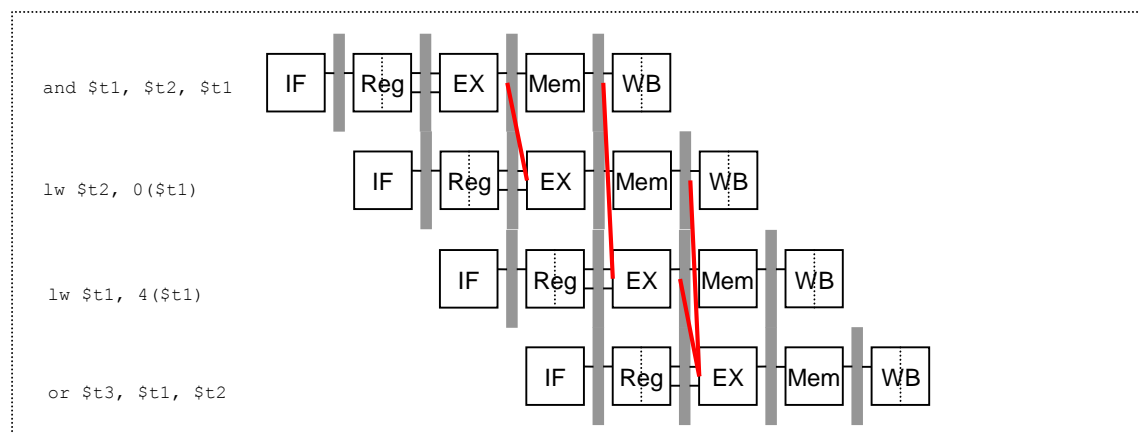 and $t1, $t2, $t1 IF Reg EX Mem WB
lw $t2, 0($t1) IF Reg EX Mem WB
lw $t1, 4($t1) IF Reg EX Mem WB
or $t3, $t1, $t2 IF Reg EX Mem WB